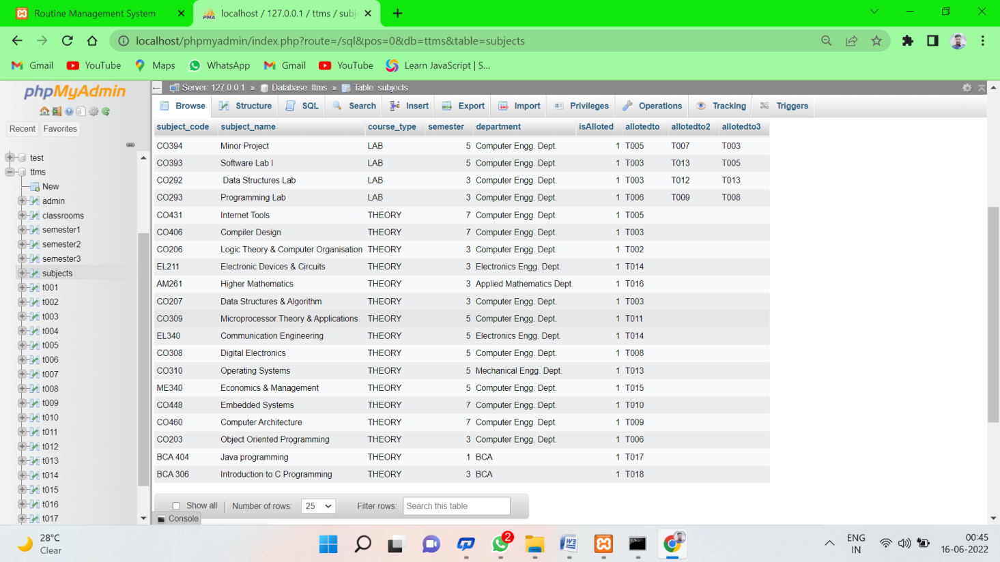 Routine Management System
localhost / 127.0.0.1 / ttms / subj
localhost/phpmyadmin/index.php?route=/sql&pos=0&db=ttms&table=subjects
Gmail YouTube Maps WhatsApp Gmail YouTube Learn JavaScript | S...
phpMyAdmin
Recent Favorites
test
ttms
New
admin
classrooms
semester1
semester2
semester3
subjects
t001
t002
t003
t004
t005
t006
t007
t008
t009
t010
t011
t012
t013
t014
t015
t016
t017
Server: 127.0.0.1 » Database: ttms » Table: subjects
Browse Structure SQL Search Insert Export Import Privileges Operations Tracking Triggers
subject_code subject_name course_type semester department isAlloted allotedto allotedto2 allotedto3
CO394 Minor Project LAB 5 Computer Engg. Dept. 1 T005 T007 T003
CO393 Software Lab I LAB 5 Computer Engg. Dept. 1 T003 T013 T005
CO292 Data Structures Lab LAB 3 Computer Engg. Dept. 1 T003 T012 T013
CO293 Programming Lab LAB 3 Computer Engg. Dept. 1 T006 T009 T008
CO431 Internet Tools THEORY 7 Computer Engg. Dept. 1 T005
CO406 Compiler Design THEORY 7 Computer Engg. Dept. 1 T003
CO206 Logic Theory & Computer Organisation THEORY 3 Computer Engg. Dept. 1 T002
EL211 Electronic Devices & Circuits THEORY 3 Electronics Engg. Dept. 1 T014
AM261 Higher Mathematics THEORY 3 Applied Mathematics Dept. 1 T016
CO207 Data Structures & Algorithm THEORY 3 Computer Engg. Dept. 1 T003
CO309 Microprocessor Theory & Applications THEORY 5 Computer Engg. Dept. 1 T011
EL340 Communication Engineering THEORY 5 Electronics Engg. Dept. 1 T014
CO308 Digital Electronics THEORY 5 Computer Engg. Dept. 1 T008
CO310 Operating Systems THEORY 5 Mechanical Engg. Dept. 1 T013
ME340 Economics & Management THEORY 5 Computer Engg. Dept. 1 T015
CO448 Embedded Systems THEORY 7 Computer Engg. Dept. 1 T010
CO460 Computer Architecture THEORY 7 Computer Engg. Dept. 1 T009
CO203 Object Oriented Programming THEORY 3 Computer Engg. Dept. 1 T006
BCA 404 Java programming THEORY 1 BCA 1 T017
BCA 306 Introduction to C Programming THEORY 3 BCA 1 T018
Show all Number of rows: 25 Filter rows: Search this table
Console
28°C
Clear
2
ENG
IN
00:45
16-06-2022